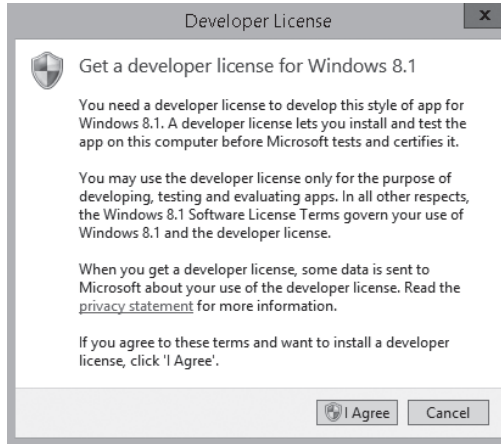 Developer License
x
Get a developer license for Windows 8.1
You need a developer license to develop this style of app for
Windows 8.1. A developer license lets you install and test the
app on this computer before Microsoft tests and certifies it.
You may use the developer license only for the purpose of
developing, testing and evaluating apps. In all other respects,
the Windows 8.1 Software License Terms govern your use of
Windows 8.1 and the developer license.
When you get a developer license, some data is sent to
Microsoft about your use of the developer license. Read the
privacy statement for more information.
If you agree to these terms and want to install a developer
license, click 'I Agree'.
I Agree Cancel